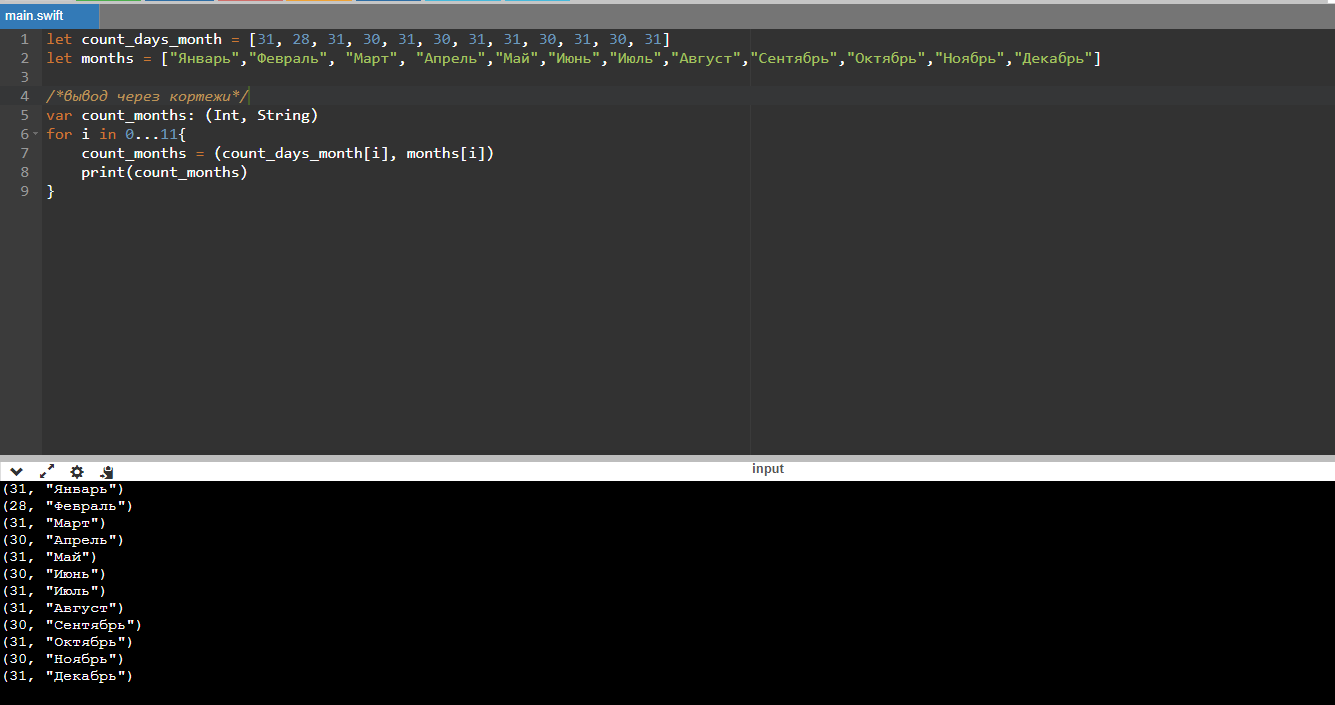 main.swift
1 let count_days_month = [31, 28, 31, 30, 31, 30, 31, 31, 30, 31, 30, 31]
2 let months = ["Январь","Февраль", "Март", "Апрель","Май","Июнь","Июль","Август","Сентябрь","Октябрь","Ноябрь","Декабрь"]
3
4 /*вывод через кортежи*/
5 var count_months: (Int, String)
6 for i in 0...11{
7     count_months = (count_days_month[i], months[i])
8     print(count_months)
9 }
input
(31, "Январь")
(28, "Февраль")
(31, "Март")
(30, "Апрель")
(31, "Май")
(30, "Июнь")
(31, "Июль")
(31, "Август")
(30, "Сентябрь")
(31, "Октябрь")
(30, "Ноябрь")
(31, "Декабрь")